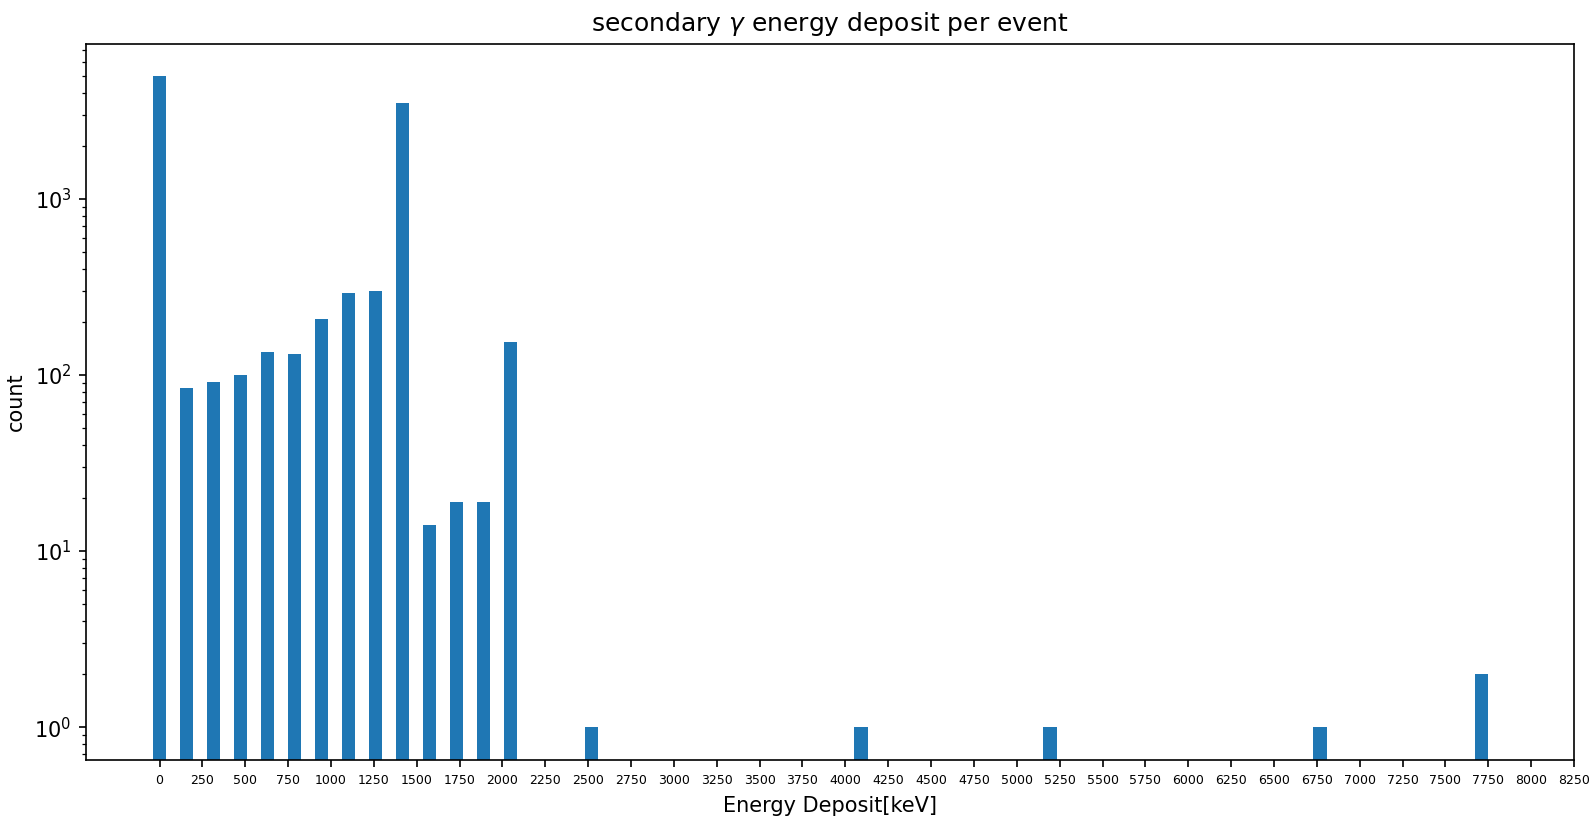 secondary γ energy deposit per event
10³
10²
10¹
10⁰
count
0 250 500 750 1000 1250 1500 1750 2000 2250 2500 2750 3000 3250 3500 3750 4000 4250 4500 4750 5000 5250 5500 5750 6000 6250 6500 6750 7000 7250 7500 7750 8000 8250
Energy Deposit[keV]